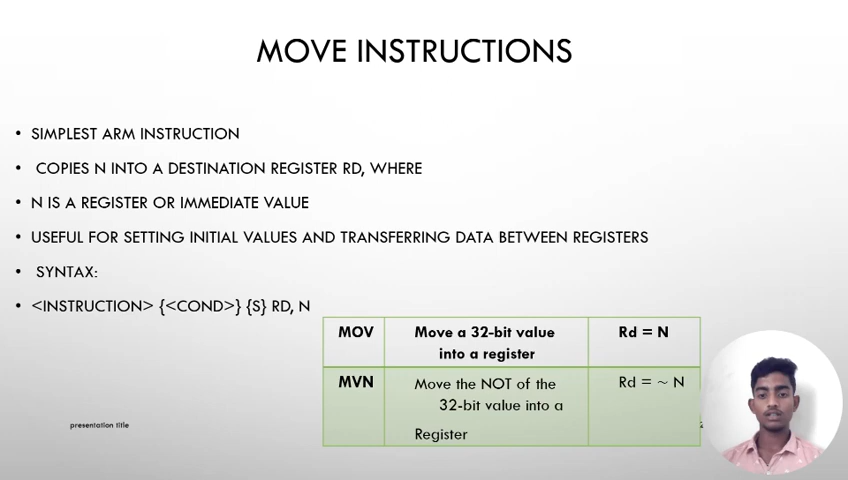 MOVE INSTRUCTIONS
• SIMPLEST ARM INSTRUCTION
• COPIES N INTO A DESTINATION REGISTER RD, WHERE
• N IS A REGISTER OR IMMEDIATE VALUE
• USEFUL FOR SETTING INITIAL VALUES AND TRANSFERRING DATA BETWEEN REGISTERS
• SYNTAX:
• <INSTRUCTION> {<COND>} {S} RD, N
MOV Move a 32-bit value Rd = N
into a register
MVN Move the NOT of the Rd = ~ N
32-bit value into a
Register
presentation title